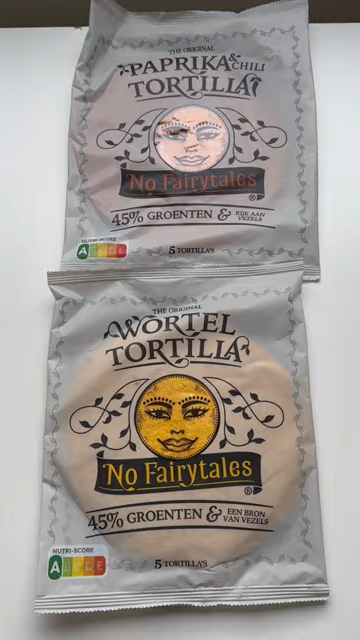 THE ORIGINAL
PAPRIKA & CHILI
TORTILLA
No Fairytales
®
45% GROENTEN & RIJK AAN VEZELS
NUTRI-SCORE
A B C D E
5 TORTILLA'S
THE ORIGINAL
WORTEL
TORTILLA
No Fairytales
®
45% GROENTEN & EEN BRON VAN VEZELS
NUTRI-SCORE
A B C D E
5 TORTILLA'S